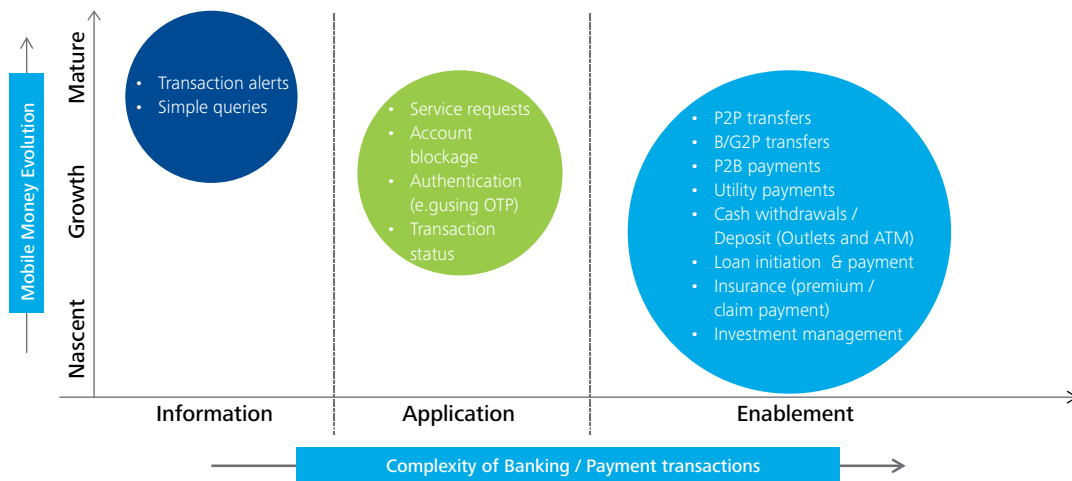 Mobile Money Evolution
Mature
Growth
Nascent
• Transaction alerts
• Simple queries
• Service requests
• Account
blockage
• Authentication
(e.gusing OTP)
• Transaction
status
• P2P transfers
• B/G2P transfers
• P2B payments
• Utility payments
• Cash withdrawals /
Deposit (Outlets and ATM)
• Loan initiation & payment
• Insurance (premium /
claim payment)
• Investment management
Information
Application
Enablement
Complexity of Banking / Payment transactions